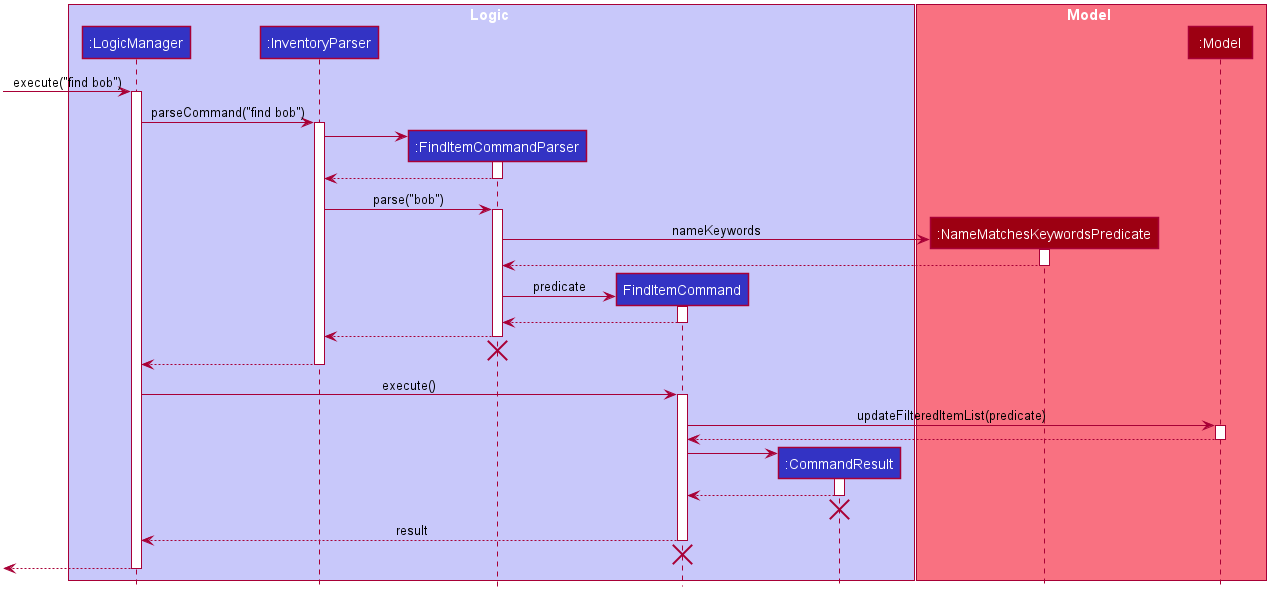 Logic
Model
:LogicManager
:InventoryParser
:Model
execute("find bob")
parseCommand("find bob")
:FindItemCommandParser
parse("bob")
nameKeywords
:NameMatchesKeywordsPredicate
predicate
FindItemCommand
execute()
updateFilteredItemList(predicate)
:CommandResult
result